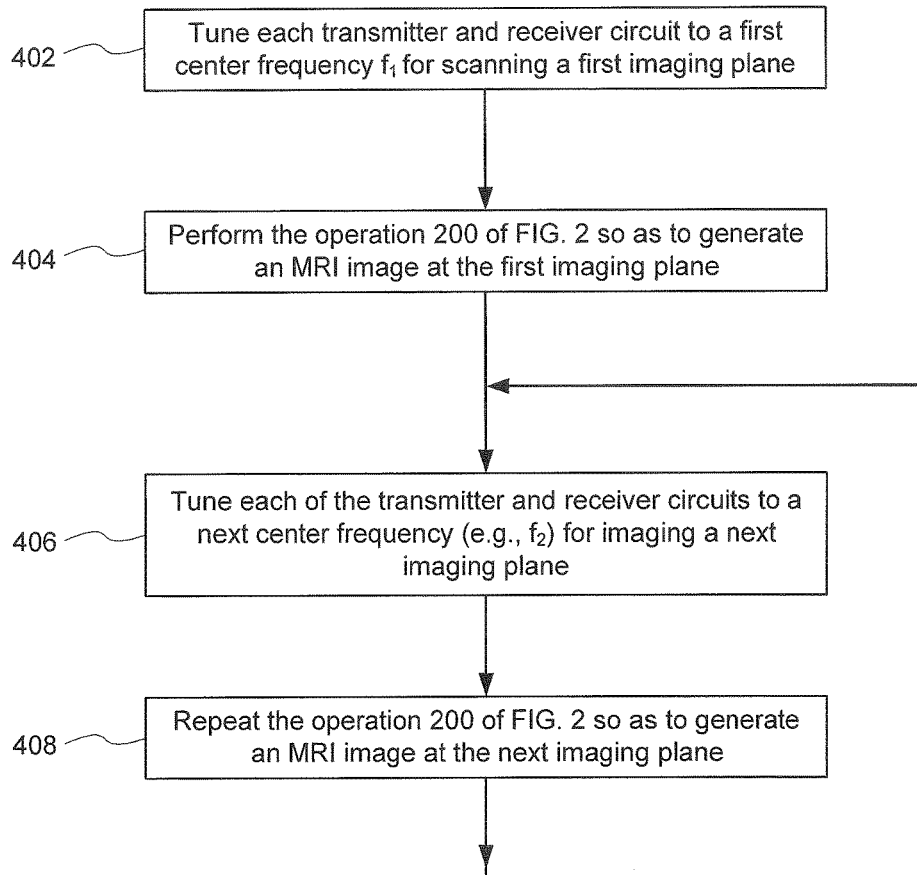 402
Tune each transmitter and receiver circuit to a first
center frequency f₁ for scanning a first imaging plane
404
Perform the operation 200 of FIG. 2 so as to generate
an MRI image at the first imaging plane
406
Tune each of the transmitter and receiver circuits to a
next center frequency (e.g., f₂) for imaging a next
imaging plane
408
Repeat the operation 200 of FIG. 2 so as to generate
an MRI image at the next imaging plane